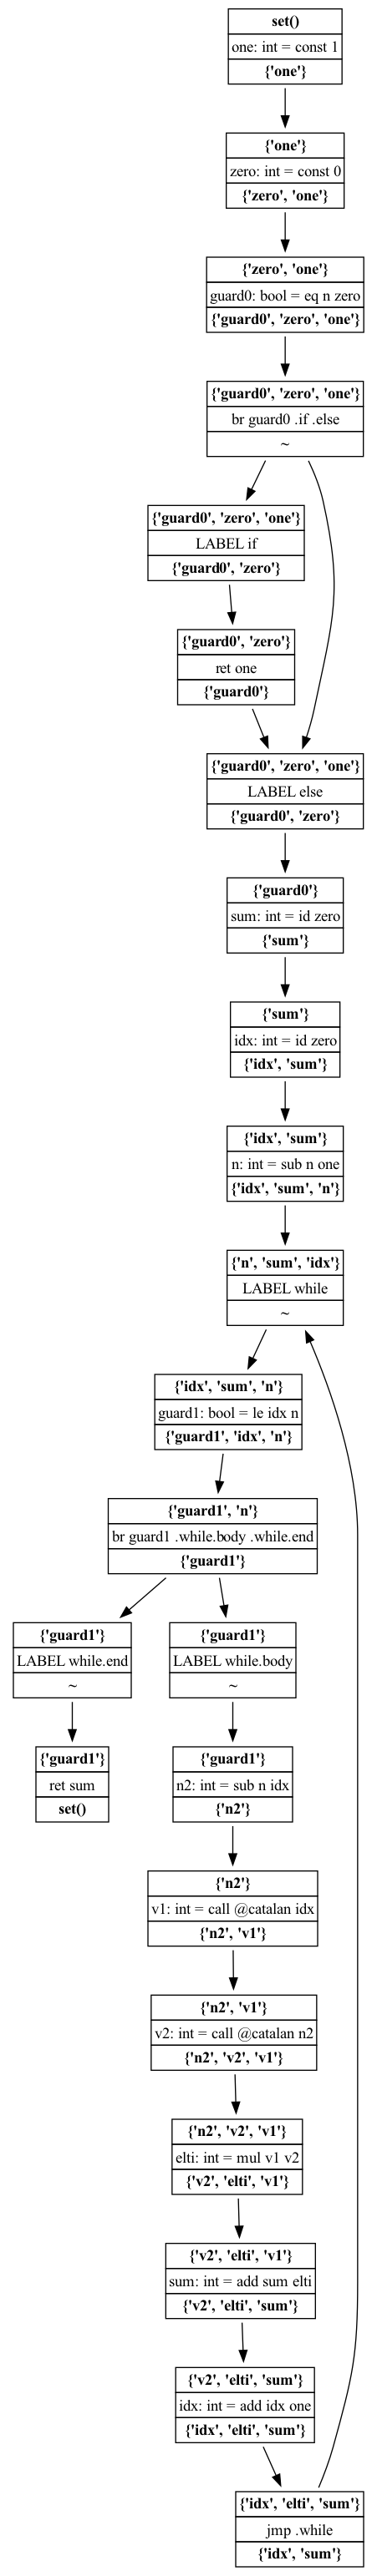 set()
one: int = const 1
{'one'}
{'one'}
zero: int = const 0
{'zero', 'one'}
{'zero', 'one'}
guard0: bool = eq n zero
{'guard0', 'zero', 'one'}
{'guard0', 'zero', 'one'}
br guard0 .if .else
~
{'guard0', 'zero', 'one'}
LABEL if
{'guard0', 'zero'}
{'guard0', 'zero'}
ret one
{'guard0'}
{'guard0', 'zero', 'one'}
LABEL else
{'guard0', 'zero'}
{'guard0'}
sum: int = id zero
{'sum'}
{'sum'}
idx: int = id zero
{'idx', 'sum'}
{'idx', 'sum'}
n: int = sub n one
{'idx', 'sum', 'n'}
{'n', 'sum', 'idx'}
LABEL while
~
{'idx', 'sum', 'n'}
guard1: bool = le idx n
{'guard1', 'idx', 'n'}
{'guard1', 'n'}
br guard1 .while.body .while.end
{'guard1'}
{'guard1'}
LABEL while.end
~
{'guard1'}
ret sum
set()
{'guard1'}
LABEL while.body
~
{'guard1'}
n2: int = sub n idx
{'n2'}
{'n2'}
v1: int = call @catalan idx
{'n2', 'v1'}
{'n2', 'v1'}
v2: int = call @catalan n2
{'n2', 'v2', 'v1'}
{'n2', 'v2', 'v1'}
elti: int = mul v1 v2
{'v2', 'elti', 'v1'}
{'v2', 'elti', 'v1'}
sum: int = add sum elti
{'v2', 'elti', 'sum'}
{'v2', 'elti', 'sum'}
idx: int = add idx one
{'idx', 'elti', 'sum'}
{'idx', 'elti', 'sum'}
jmp .while
{'idx', 'sum'}